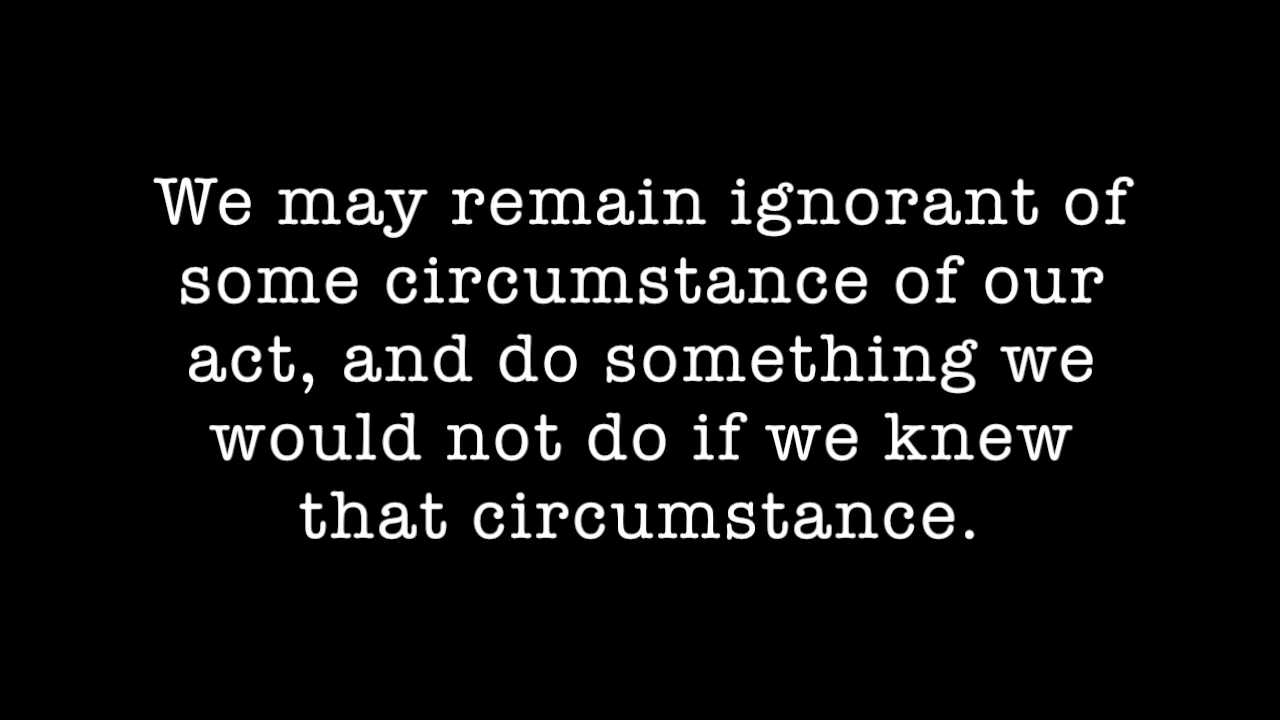 We may remain ignorant of
some circumstance of our
act, and do something we
would not do if we knew
that circumstance.